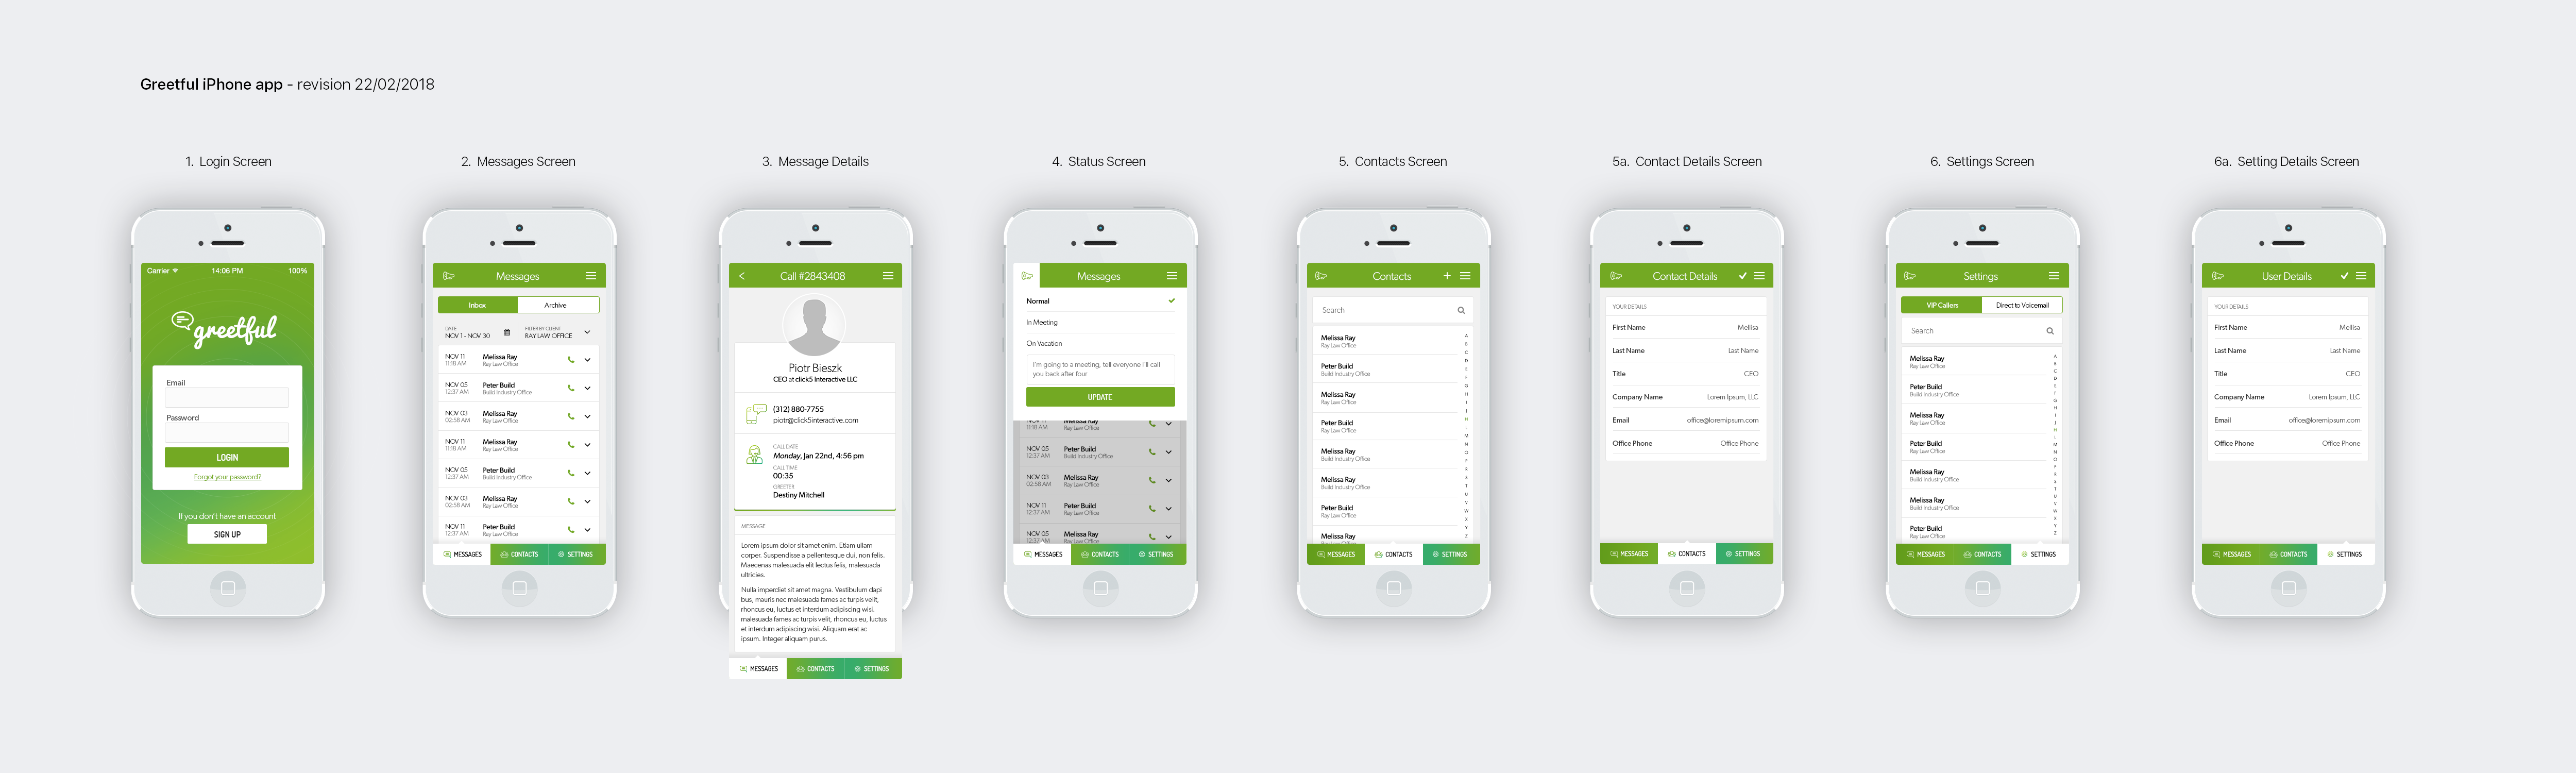 Greetful iPhone app - revision 22/02/2018
1. Login Screen
Carrier
14:06 PM
100%
greetful
Email
Password
LOGIN
Forgot your password?
If you don't have an account
SIGN UP
2. Messages Screen
Messages
Inbox
Archive
DATE
NOV 1 - NOV 30
FILTER BY CLIENT
RAY LAW OFFICE
NOV 11 Melissa Ray
11:18 AM Ray Law Office
NOV 05 Peter Build
12:37 AM Build Industry Office
NOV 03 Melissa Ray
02:58 AM Ray Law Office
NOV 11 Melissa Ray
11:18 AM Ray Law Office
NOV 05 Peter Build
12:37 AM Ray Law Office
NOV 03 Melissa Ray
02:58 AM Ray Law Office
NOV 11 Peter Build
12:37 AM Ray Law Office
MESSAGES CONTACTS SETTINGS
3. Message Details
Call #2843408
Piotr Bieszk
CEO at click5 Interactive LLC
(312) 880-7755
piotr@click5interactive.com
CALL DATE
Monday, Jan 22nd, 4:56 pm
CALL TIME
00:35
GREETER
Destiny Mitchell
MESSAGE
Lorem ipsum dolor sit amet enim. Etiam ullam
corper. Suspendisse a pellentesque dui, non felis.
Maecenas malesuada elit lectus felis, malesuada
ultricies.
Nulla imperdiet sit amet magna. Vestibulum dapi
bus, mauris nec malesuada fames ac turpis velit,
rhoncus eu, luctus et interdum adipiscing wisi.
malesuada fames ac turpis velit, rhoncus eu, luctus
et interdum adipiscing wisi. Aliquam erat ac
ipsum. Integer aliquam purus.
MESSAGES CONTACTS SETTINGS
4. Status Screen
Messages
Normal
In Meeting
On Vacation
I'm going to a meeting, tell everyone I'll call
you back after four
UPDATE
NOV 11 Melissa Ray
11:18 AM Ray Law Office
NOV 05 Peter Build
12:37 AM Build Industry Office
NOV 03 Melissa Ray
02:58 AM Ray Law Office
NOV 11 Peter Build
12:37 AM Ray Law Office
NOV 05 Melissa Ray
12:37 AM Ray Law Office
MESSAGES CONTACTS SETTINGS
5. Contacts Screen
Contacts
Search
Melissa Ray
Ray Law Office
Peter Build
Build Industry Office
Melissa Ray
Ray Law Office
Peter Build
Ray Law Office
Melissa Ray
Build Industry Office
Melissa Ray
Build Industry Office
Peter Build
Ray Law Office
Melissa Ray
MESSAGES CONTACTS SETTINGS
5a. Contact Details Screen
Contact Details
YOUR DETAILS
First Name Mellisa
Last Name Last Name
Title CEO
Company Name Lorem Ipsum, LLC
Email office@loremipsum.com
Office Phone Office Phone
MESSAGES CONTACTS SETTINGS
6. Settings Screen
Settings
VIP Callers
Direct to Voicemail
Search
Melissa Ray
Ray Law Office
Peter Build
Build Industry Office
Melissa Ray
Ray Law Office
Peter Build
Ray Law Office
Melissa Ray
Build Industry Office
Melissa Ray
Build Industry Office
Peter Build
Ray Law Office
MESSAGES CONTACTS SETTINGS
6a. Setting Details Screen
User Details
YOUR DETAILS
First Name Mellisa
Last Name Last Name
Title CEO
Company Name Lorem Ipsum, LLC
Email office@loremipsum.com
Office Phone Office Phone
MESSAGES CONTACTS SETTINGS